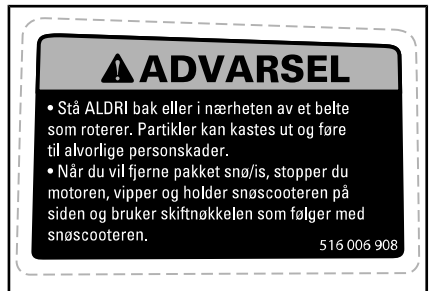 ADVARSEL
• Stå ALDRI bak eller i nærheten av et belte
som roterer. Partikler kan kastes ut og føre
til alvorlige personskader.
• Når du vil fjerne pakket snø/is, stopper du
motoren, vipper og holder snøscooteren på
siden og bruker skiftnøkkelen som følger med
snøscooteren.
516 006 908